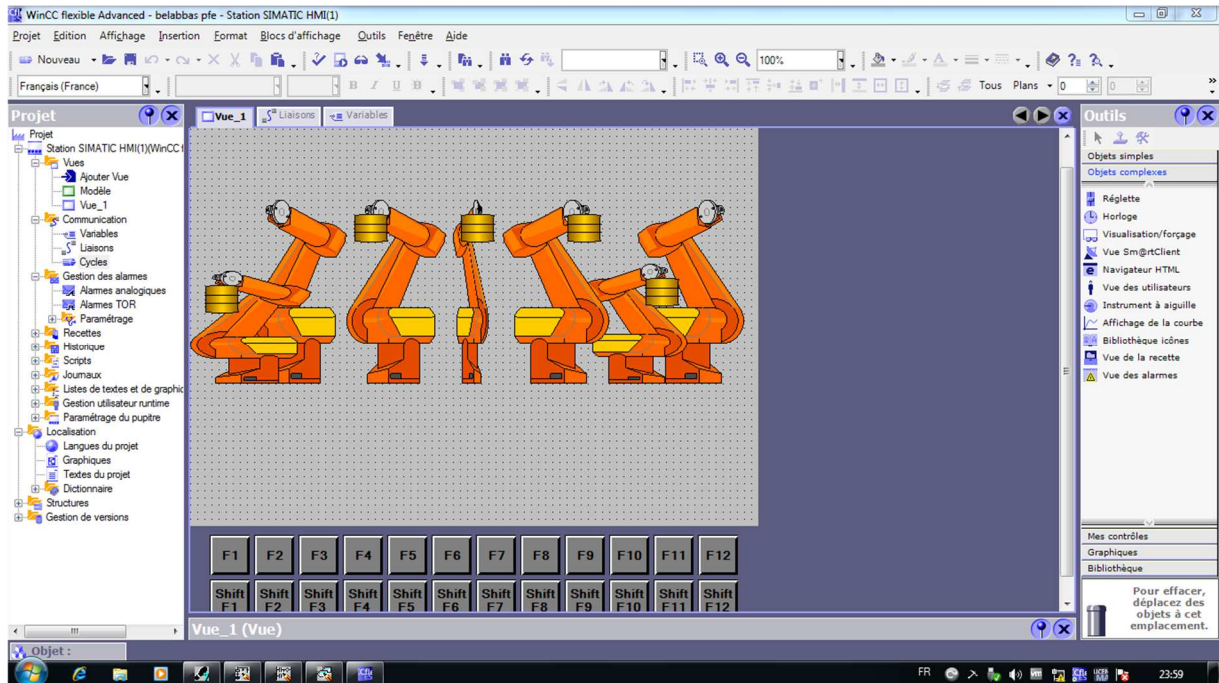 WinCC flexible Advanced - belabbas pfe - Station SIMATIC HMI(1)
Projet Edition Affichage Insertion Format Blocs d'affichage Outils Fenêtre Aide
Nouveau 100%
Français (France) B I U B Tous Plans 0 0
Projet
Vue_1 Liaisons Variables
Outils
Projet
Station SIMATIC HMI(1)(WinCC f
Vues
Ajouter Vue
Modèle
Vue_1
Communication
Variables
Liaisons
Cycles
Gestion des alarmes
Alarmes analogiques
Alarmes TOR
Paramétrage
Recettes
Historique
Scripts
Journaux
Listes de textes et de graphic
Gestion utilisateur runtime
Paramétrage du pupitre
Localisation
Langues du projet
Graphiques
Textes du projet
Dictionnaire
Structures
Gestion de versions
F1 F2 F3 F4 F5 F6 F7 F8 F9 F10 F11 F12
Shift Shift Shift Shift Shift Shift Shift Shift Shift Shift Shift Shift
F1 F2 F3 F4 F5 F6 F7 F8 F9 F10 F11 F12
Vue_1 (Vue)
Objets simples
Objets complexes
Réglette
Horloge
Visualisation/forçage
Vue Sm@rtClient
Navigateur HTML
Vue des utilisateurs
Instrument à aiguille
Affichage de la courbe
Bibliothèque icônes
Vue de la recette
Vue des alarmes
Mes contrôles
Graphiques
Bibliothèque
Pour effacer,
déplacez des
objets à cet
emplacement.
Objet :
FR 23:59